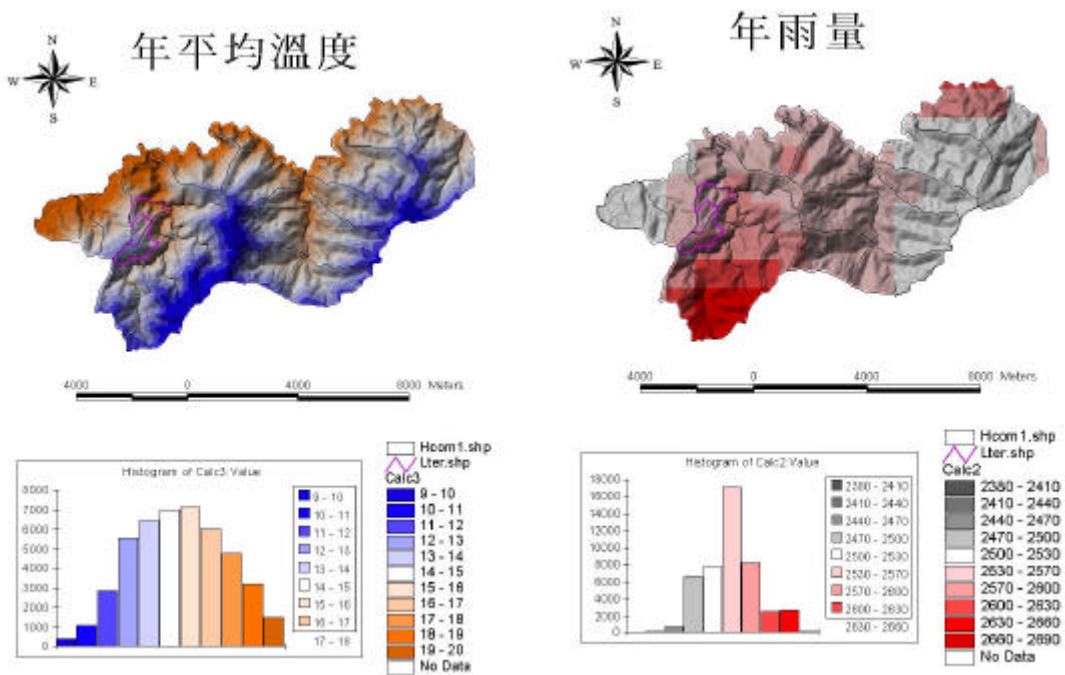 年平均溫度
N
W
E
S
4000 0 4000 8000 Meters
Histogram of Calc3.Value
8000
7000
6000
5000
4000
3000
2000
1000
0
9 - 10
10 - 11
11 - 12
12 - 13
13 - 14
14 - 15
15 - 16
16 - 17
17 - 18
Hcom1.shp
Lter.shp
Calc3
9 - 10
10 - 11
11 - 12
12 - 13
13 - 14
14 - 15
15 - 16
16 - 17
17 - 18
18 - 19
19 - 20
No Data
年雨量
N
W
E
S
4000 0 4000 8000 Meters
Histogram of Calc2.Value
18000
16000
14000
12000
10000
8000
6000
4000
2000
0
2380 - 2410
2410 - 2440
2440 - 2470
2470 - 2500
2500 - 2530
2530 - 2570
2570 - 2600
2600 - 2630
2630 - 2660
Hcom1.shp
Lter.shp
Calc2
2380 - 2410
2410 - 2440
2440 - 2470
2470 - 2500
2500 - 2530
2530 - 2570
2570 - 2600
2600 - 2630
2630 - 2660
2660 - 2690
No Data